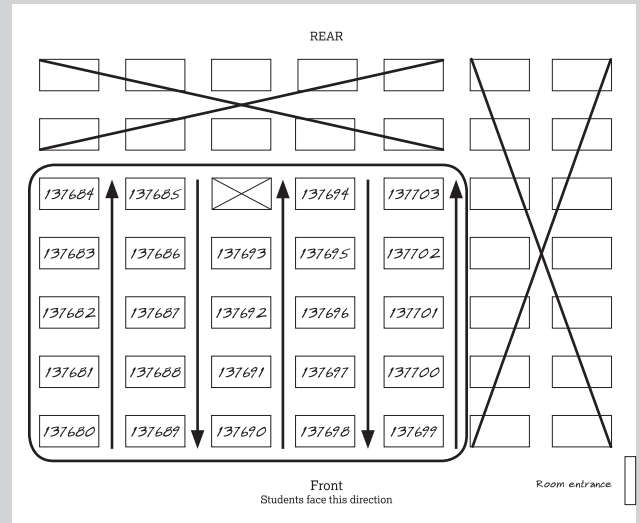 REAR
137684 137685 137694 137703
137683 137686 137693 137695 137702
137682 137687 137692 137696 137701
137681 137688 137691 137697 137700
137680 137689 137690 137698 137699
Front
Students face this direction
Room entrance